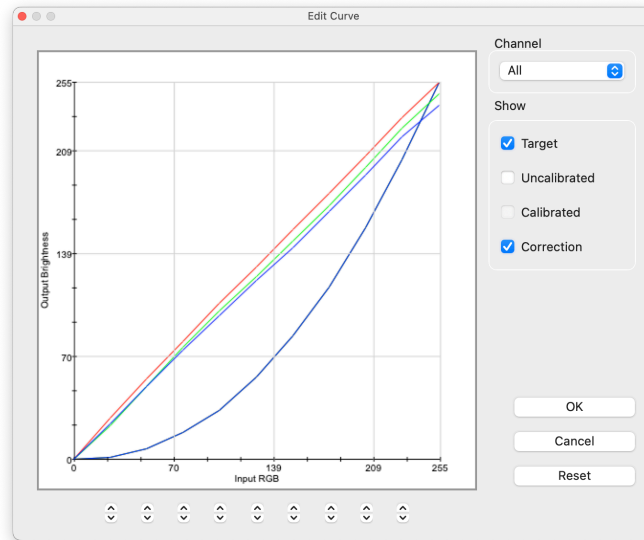 Edit Curve
Channel
All
Show
Target
Uncalibrated
Calibrated
Correction
255
209
139
70
0
Output Brightness
0
70
139
209
255
Input RGB
OK
Cancel
Reset